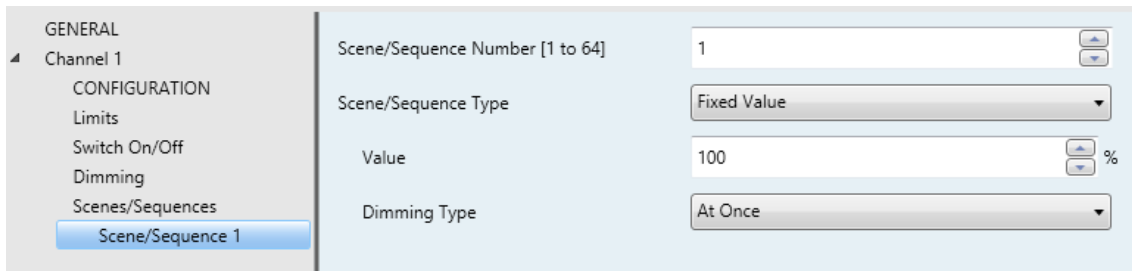 GENERAL
Channel 1
CONFIGURATION
Limits
Switch On/Off
Dimming
Scenes/Sequences
Scene/Sequence 1
Scene/Sequence Number [1 to 64] 1
Scene/Sequence Type Fixed Value
Value 100 %
Dimming Type At Once